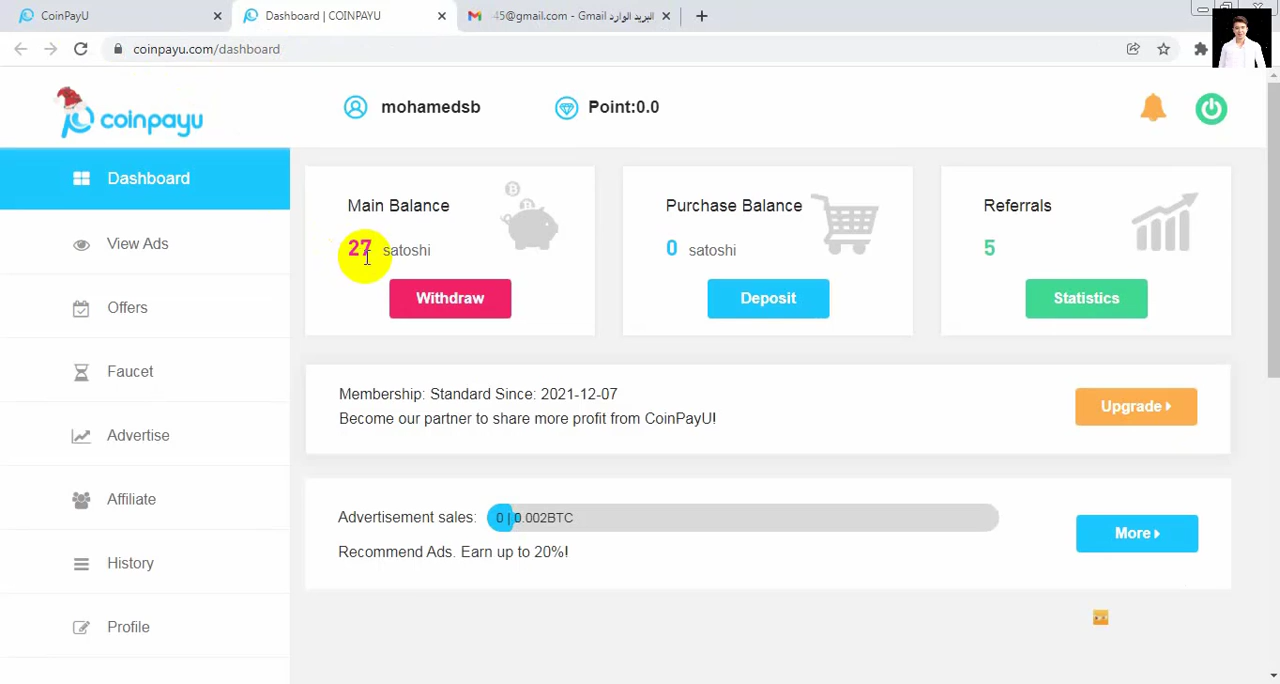 CoinPayU
Dashboard | COINPAYU
45@gmail.com - Gmail البريد الوارد
coinpayu.com/dashboard
coinpayu
mohamedsb
Point:0.0
Dashboard
View Ads
Offers
Faucet
Advertise
Affiliate
History
Profile
Main Balance
27 satoshi
Withdraw
Purchase Balance
0 satoshi
Deposit
Referrals
5
Statistics
Membership: Standard Since: 2021-12-07
Become our partner to share more profit from CoinPayU!
Upgrade
Advertisement sales: 0 | 0.002BTC
Recommend Ads. Earn up to 20%!
More